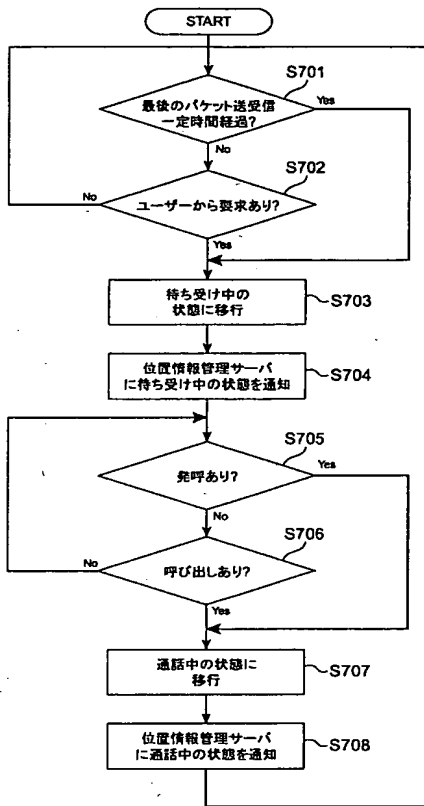 START
S701
最後のパケット送受信
一定時間経過?
Yes
No
S702
ユーザーから要求あり?
No
Yes
待ち受け中の
状態に移行
S703
位置情報管理サーバ
に待ち受け中の状態を通知
S704
S705
発呼あり?
Yes
No
S706
呼び出しあり?
No
Yes
通話中の状態に
移行
S707
位置情報管理サーバ
に通話中の状態を通知
S708